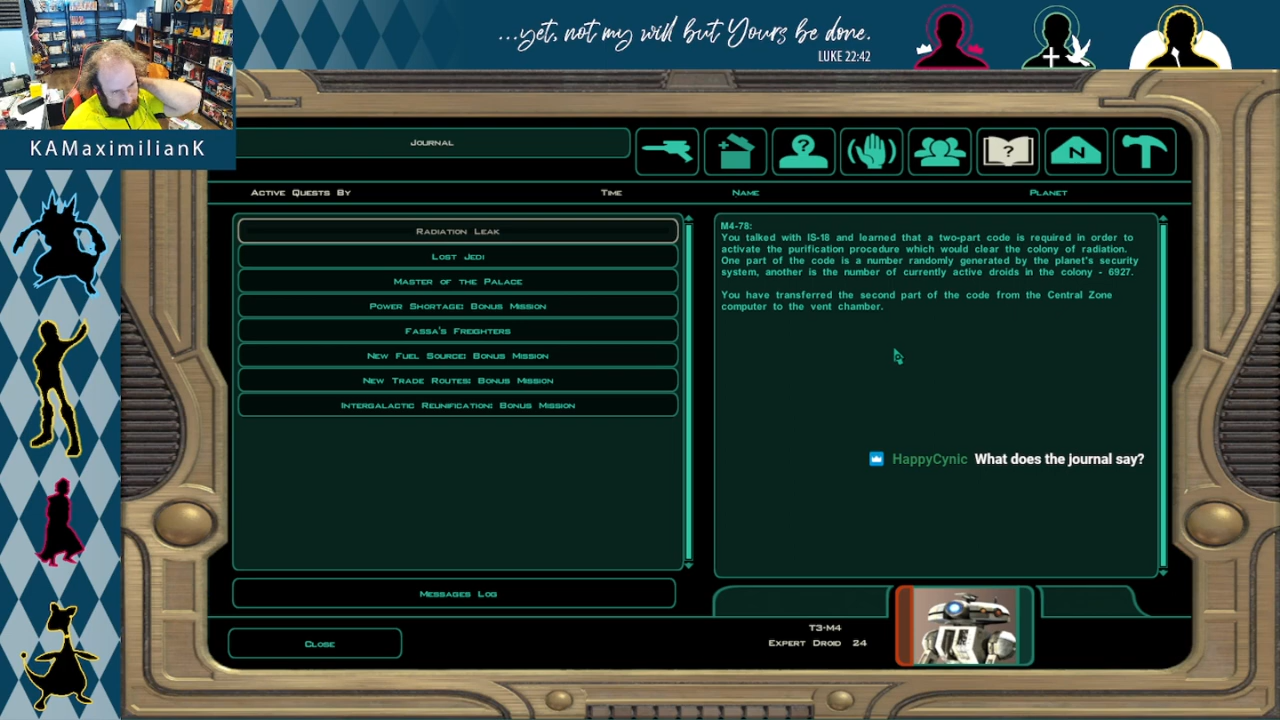 ...yet, not my will but Yours be done.
LUKE 22:42
KAMaximilianK
JOURNAL
ACTIVE QUESTS BY
TIME
NAME
PLANET
RADIATION LEAK
LOST JEDI
MASTER OF THE PALACE
POWER SHORTAGE: BONUS MISSION
FASSA'S FREIGHTERS
NEW FUEL SOURCE: BONUS MISSION
NEW TRADE ROUTES: BONUS MISSION
INTERGALACTIC REUNIFICATION: BONUS MISSION
M4-78:
You talked with IS-18 and learned that a two-part code is required in order to
activate the purification procedure which would clear the colony of radiation.
One part of the code is a number randomly generated by the planet's security
system, another is the number of currently active droids in the colony - 6927.
You have transferred the second part of the code from the Central Zone
computer to the vent chamber.
HappyCynic What does the journal say?
MESSAGES LOG
CLOSE
T3-M4
EXPERT DROID 24